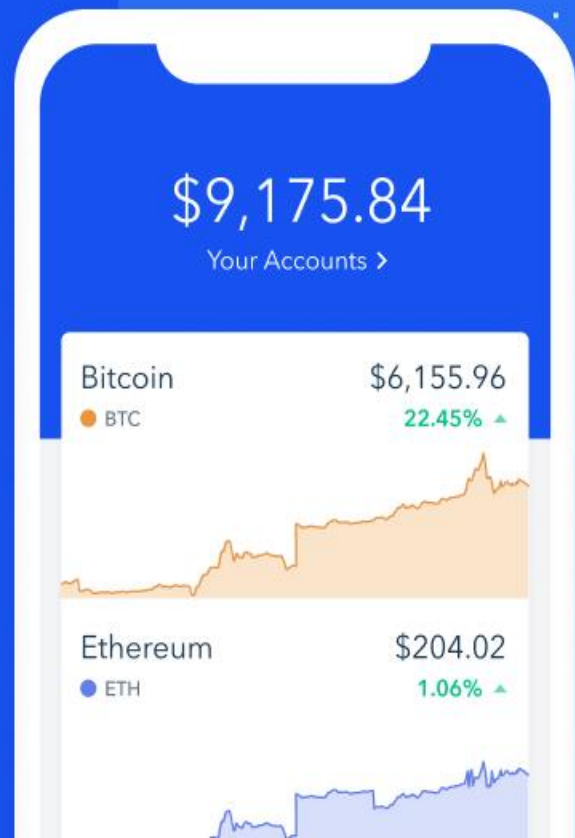 $9,175.84
Your Accounts >
Bitcoin $6,155.96
BTC 22.45%
Ethereum $204.02
ETH 1.06%